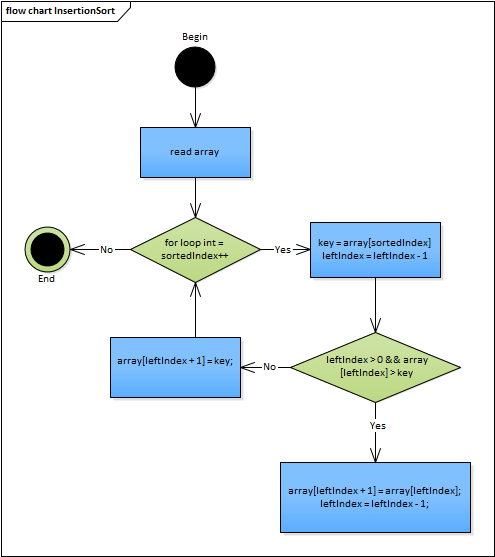 flow chart InsertionSort
Begin
read array
for loop int =
sortedIndex++
No
Yes
End
key = array[sortedIndex]
leftIndex = leftIndex - 1
array[leftIndex + 1] = key;
No
leftIndex > 0 && array
[leftIndex] > key
Yes
array[leftIndex + 1] = array[leftIndex];
leftIndex = leftIndex - 1;